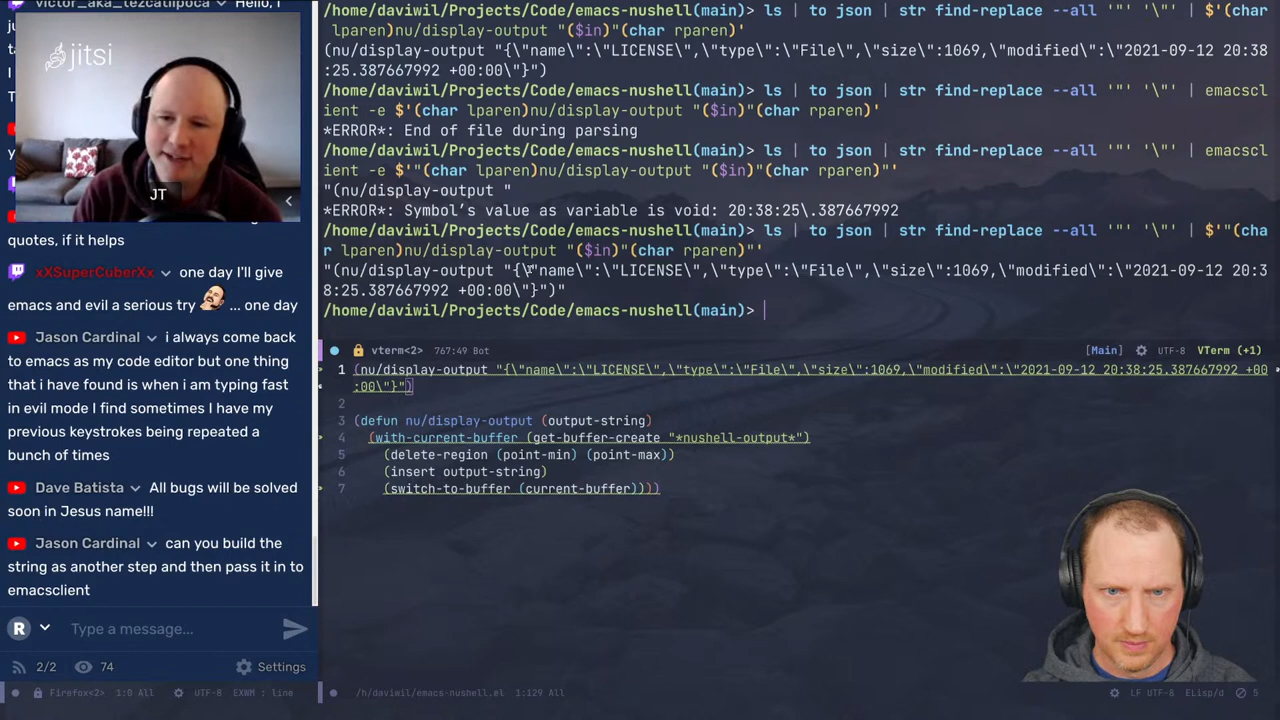 victor_aka_tezcatlipoca Hello, I
jitsi
JT
quotes, if it helps
xXSuperCuberXx one day I'll give
emacs and evil a serious try ... one day
Jason Cardinal i always come back
to emacs as my code editor but one thing
that i have found is when i am typing fast
in evil mode I find sometimes I have my
previous keystrokes being repeated a
bunch of times
Dave Batista All bugs will be solved
soon in Jesus name!!!
Jason Cardinal can you build the
string as another step and then pass it in to
emacsclient
R Type a message...
2/2 74 Settings
Firefox<2> 1:0 All UTF-8 EXWM : line
/home/daviwil/Projects/Code/emacs-nushell(main)> ls | to json | str find-replace --all '"' '\"' | $'(char
lparen)nu/display-output "($in)"(char rparen)'
(nu/display-output "{\"name\":\"LICENSE\",\"type\":\"File\",\"size\":1069,\"modified\":\"2021-09-12 20:38
:25.387667992 +00:00\"}")
/home/daviwil/Projects/Code/emacs-nushell(main)> ls | to json | str find-replace --all '"' '\"' | emacscl
ient -e $'(char lparen)nu/display-output "($in)"(char rparen)'
*ERROR*: End of file during parsing
/home/daviwil/Projects/Code/emacs-nushell(main)> ls | to json | str find-replace --all '"' '\"' | emacscl
ient -e $'"(char lparen)nu/display-output "($in)"(char rparen)"'
"(nu/display-output "
*ERROR*: Symbol's value as variable is void: 20:38:25\.387667992
/home/daviwil/Projects/Code/emacs-nushell(main)> ls | to json | str find-replace --all '"' '\"' | $'"(cha
r lparen)nu/display-output "($in)"(char rparen)"'
"(nu/display-output "{\"name\":\"LICENSE\",\"type\":\"File\",\"size\":1069,\"modified\":\"2021-09-12 20:3
8:25.387667992 +00:00\"}")"
/home/daviwil/Projects/Code/emacs-nushell(main)>
vterm<2> 767:49 Bot [Main] UTF-8 VTerm (+1)
1 (nu/display-output "{\"name\":\"LICENSE\",\"type\":\"File\",\"size\":1069,\"modified\":\"2021-09-12 20:38:25.387667992 +00
:00\"}")
2
3 (defun nu/display-output (output-string)
4 (with-current-buffer (get-buffer-create "*nushell-output*")
5 (delete-region (point-min) (point-max))
6 (insert output-string)
7 (switch-to-buffer (current-buffer))))
/h/daviwil/emacs-nushell.el 1:129 All LF UTF-8 ELisp/d 5